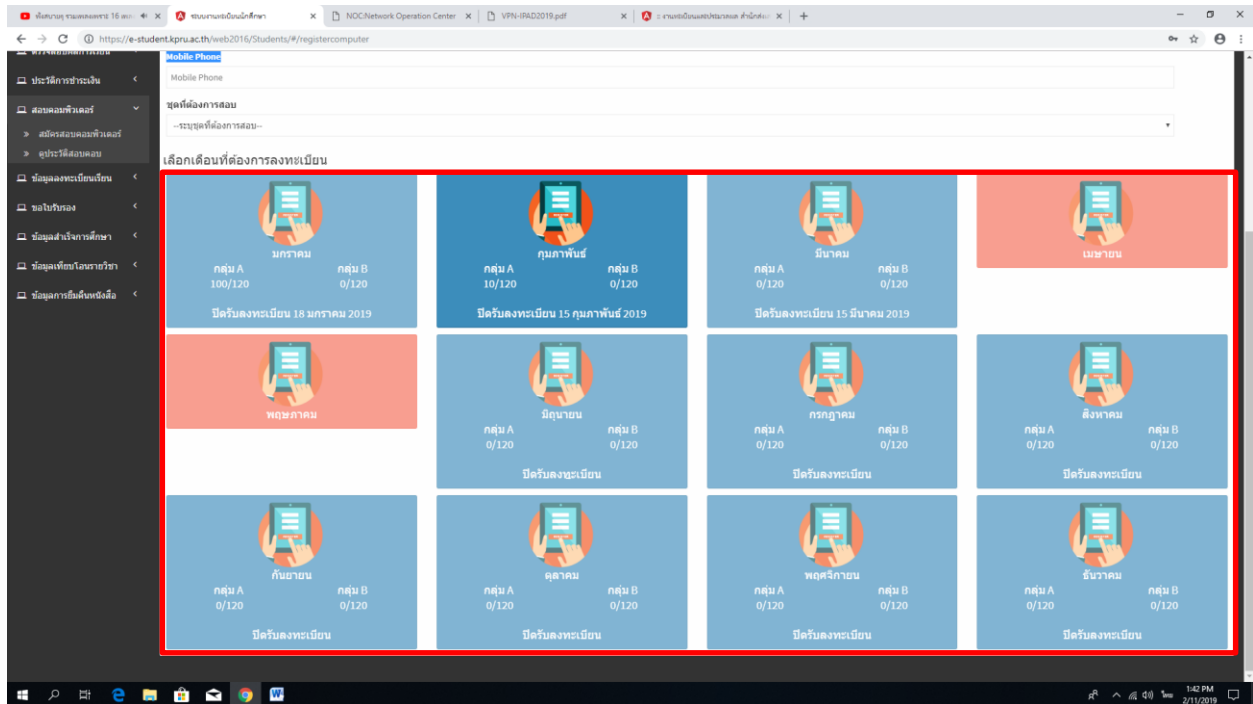 NOC:Network Operation Center
VPN-IPAD2019.pdf
https://e-student.kpru.ac.th/web2016/Students/#/registercomputer
Mobile Phone
ประวัติการชำระเงิน
Mobile Phone
สอบคอมพิวเตอร์
ชุดที่ต้องการสอบ
» สมัครสอบคอมพิวเตอร์
--ระบุชุดที่ต้องการสอบ--
» ดูประวัติสอบคอบ
เลือกเดือนที่ต้องการลงทะเบียน
ข้อมูลลงทะเบียนเรียน
ขอใบรับรอง
ข้อมูลสำเร็จการศึกษา
ข้อมูลเทียบโอนรายวิชา
ข้อมูลการยืมคืนหนังสือ
มกราคม
กลุ่ม A กลุ่ม B
100/120 0/120
ปิดรับลงทะเบียน 18 มกราคม 2019
กุมภาพันธ์
กลุ่ม A กลุ่ม B
10/120 0/120
ปิดรับลงทะเบียน 15 กุมภาพันธ์ 2019
มีนาคม
กลุ่ม A กลุ่ม B
0/120 0/120
ปิดรับลงทะเบียน 15 มีนาคม 2019
เมษายน
พฤษภาคม
มิถุนายน
กลุ่ม A กลุ่ม B
0/120 0/120
ปิดรับลงทะเบียน
กรกฎาคม
กลุ่ม A กลุ่ม B
0/120 0/120
ปิดรับลงทะเบียน
สิงหาคม
กลุ่ม A กลุ่ม B
0/120 0/120
ปิดรับลงทะเบียน
กันยายน
กลุ่ม A กลุ่ม B
0/120 0/120
ปิดรับลงทะเบียน
ตุลาคม
กลุ่ม A กลุ่ม B
0/120 0/120
ปิดรับลงทะเบียน
พฤศจิกายน
กลุ่ม A กลุ่ม B
0/120 0/120
ปิดรับลงทะเบียน
ธันวาคม
กลุ่ม A กลุ่ม B
0/120 0/120
ปิดรับลงทะเบียน
1:42 PM
2/11/2019